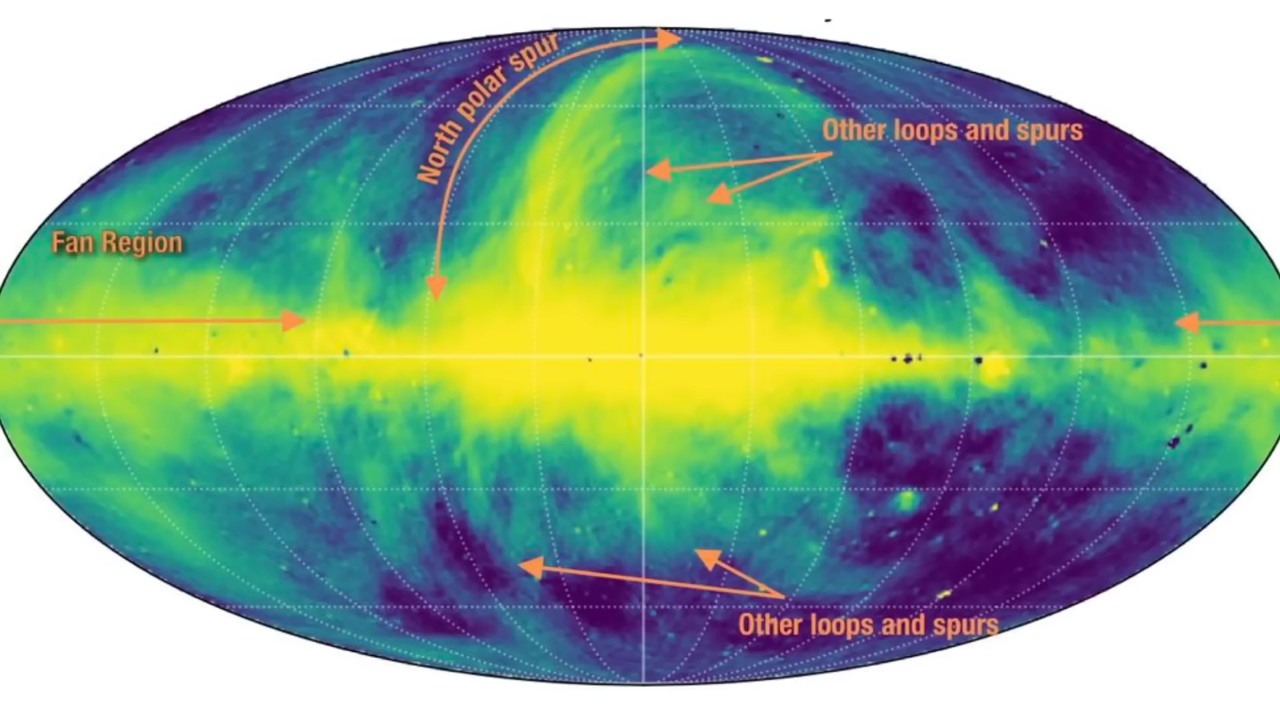 North polar spur
Other loops and spurs
Fan Region
Other loops and spurs